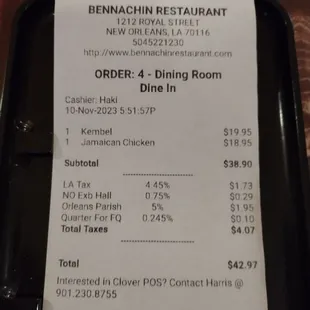 BENNACHIN RESTAURANT
1212 ROYAL STREET
NEW ORLEANS, LA 70116
5045221230
http://www.bennachinrestaurant.com
ORDER: 4 - Dining Room
Dine In
Cashier: Haki
10-Nov-2023 5:51:57P
1 Kembel $19.95
1 Jamaican Chicken $18.95
Subtotal $38.90
LA Tax 4.45% $1.73
NO Exb Hall 0.75% $0.29
Orleans Parish 5% $1.95
Quarter For FQ 0.245% $0.10
Total Taxes $4.07
Total $42.97
Interested in Clover POS? Contact Harris @
901.230.8755